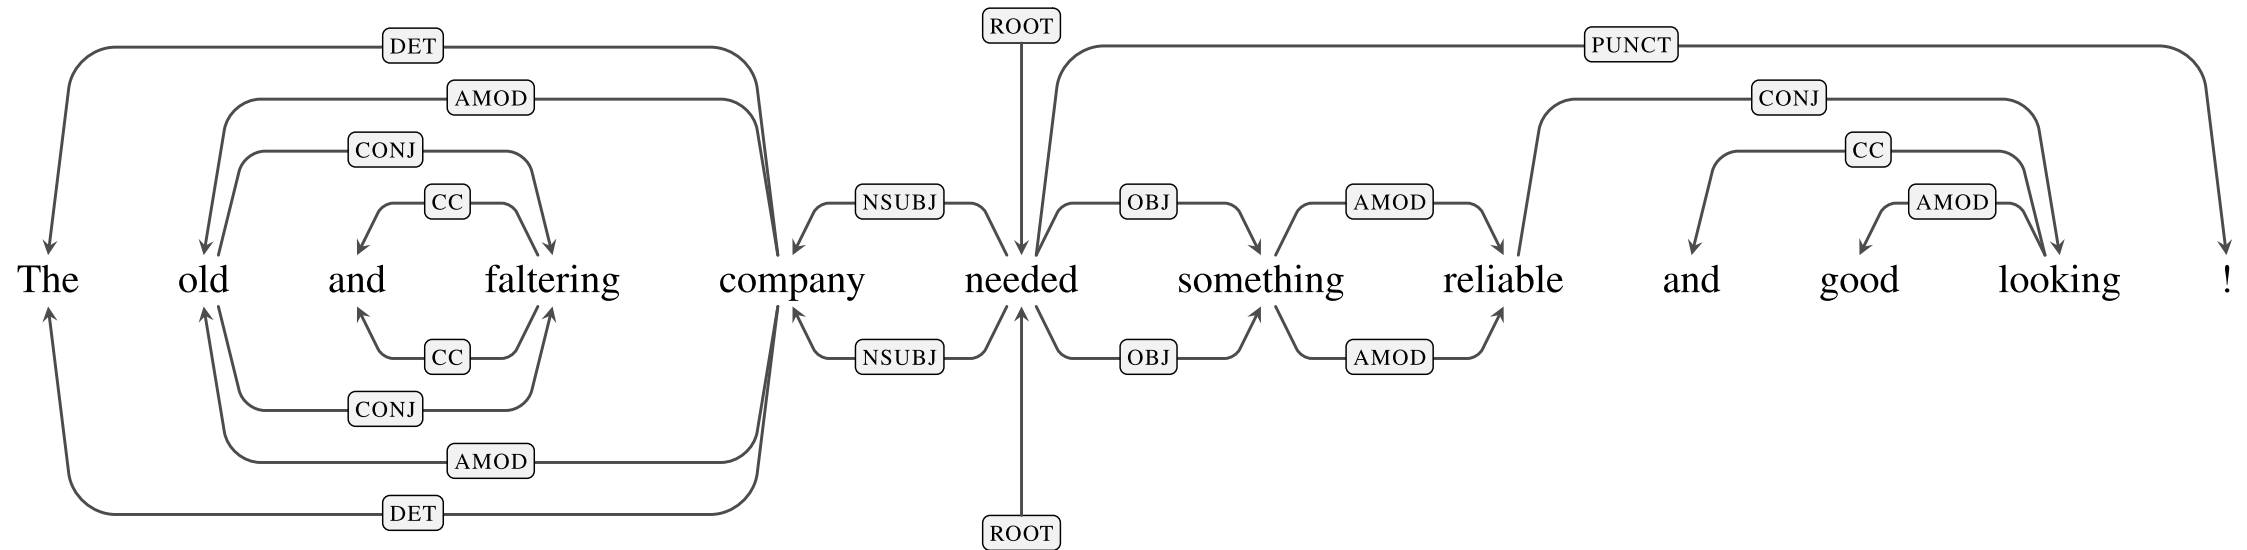 ROOT
DET PUNCT
AMOD CONJ
CONJ CC
CC NSUBJ OBJ AMOD AMOD
The old and faltering company needed something reliable and good looking !
CC NSUBJ OBJ AMOD
CONJ
AMOD
DET
ROOT